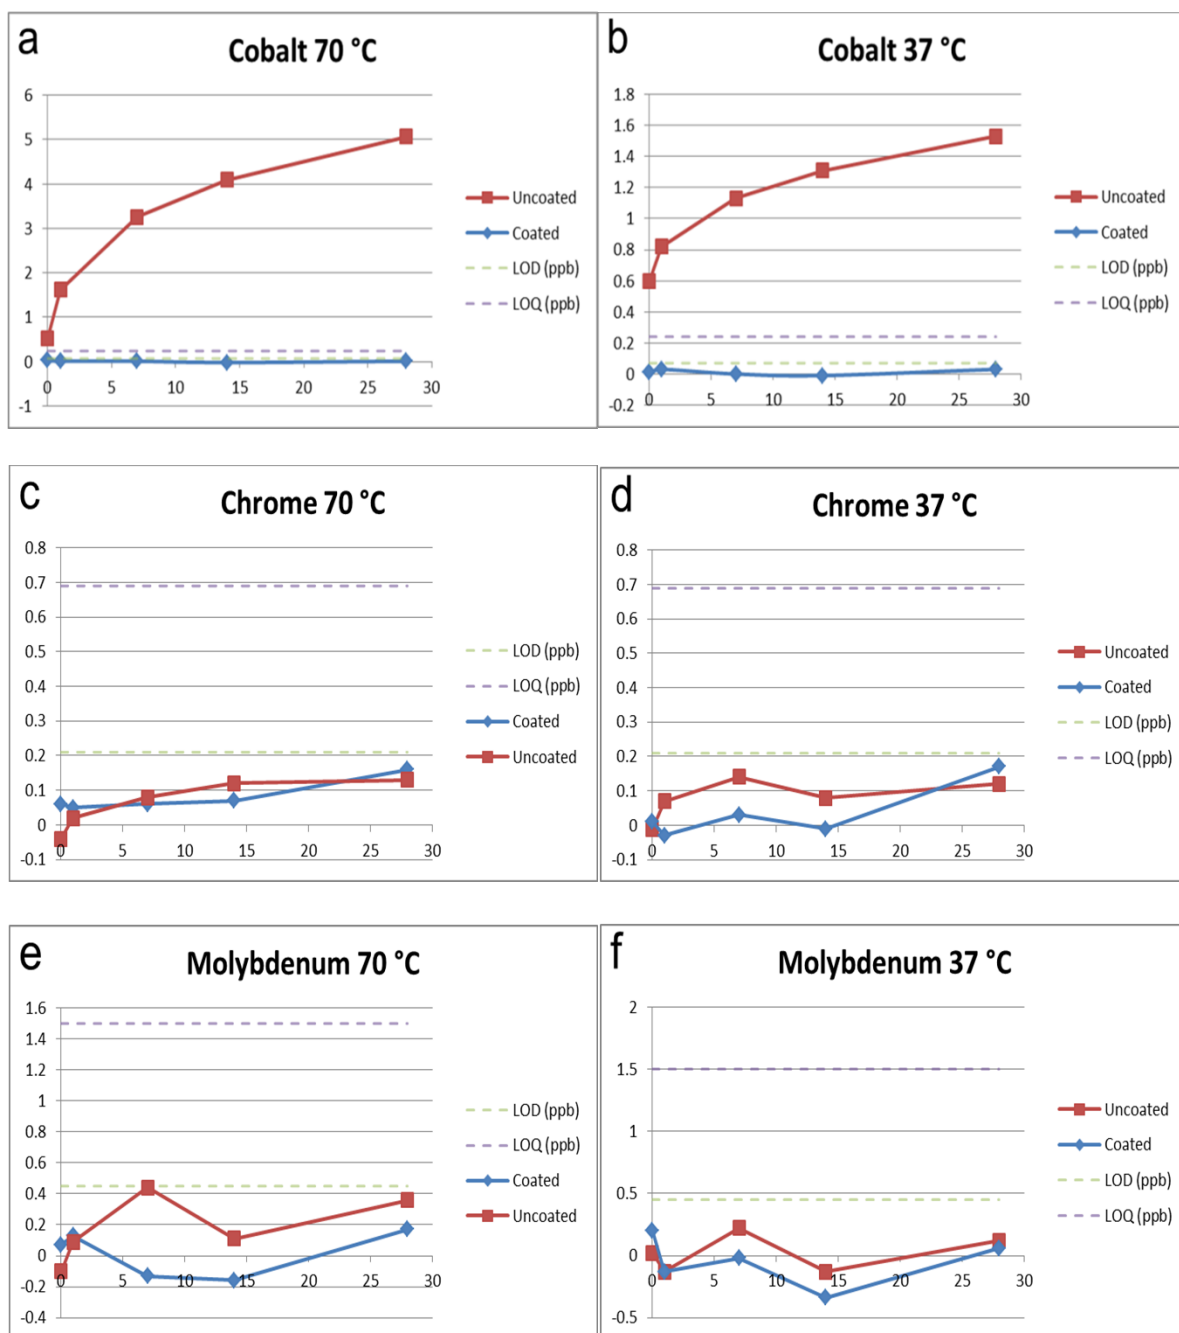 a
Cobalt 70 °C
6
5
4
3
2
1
0
-1
0 5 10 15 20 25 30
Uncoated
Coated
LOD (ppb)
LOQ (ppb)
b
Cobalt 37 °C
1.8
1.6
1.4
1.2
1
0.8
0.6
0.4
0.2
0
-0.2
0 5 10 15 20 25 30
Uncoated
Coated
LOD (ppb)
LOQ (ppb)
c
Chrome 70 °C
0.8
0.7
0.6
0.5
0.4
0.3
0.2
0.1
0
-0.1
0 5 10 15 20 25 30
LOD (ppb)
LOQ (ppb)
Coated
Uncoated
d
Chrome 37 °C
0.8
0.7
0.6
0.5
0.4
0.3
0.2
0.1
0
-0.1
0 5 10 15 20 25 30
Uncoated
Coated
LOD (ppb)
LOQ (ppb)
e
Molybdenum 70 °C
1.6
1.4
1.2
1
0.8
0.6
0.4
0.2
0
-0.2
-0.4
0 5 10 15 20 25 30
LOD (ppb)
LOQ (ppb)
Coated
Uncoated
f
Molybdenum 37 °C
2
1.5
1
0.5
0
-0.5
0 5 10 15 20 25 30
Uncoated
Coated
LOD (ppb)
LOQ (ppb)